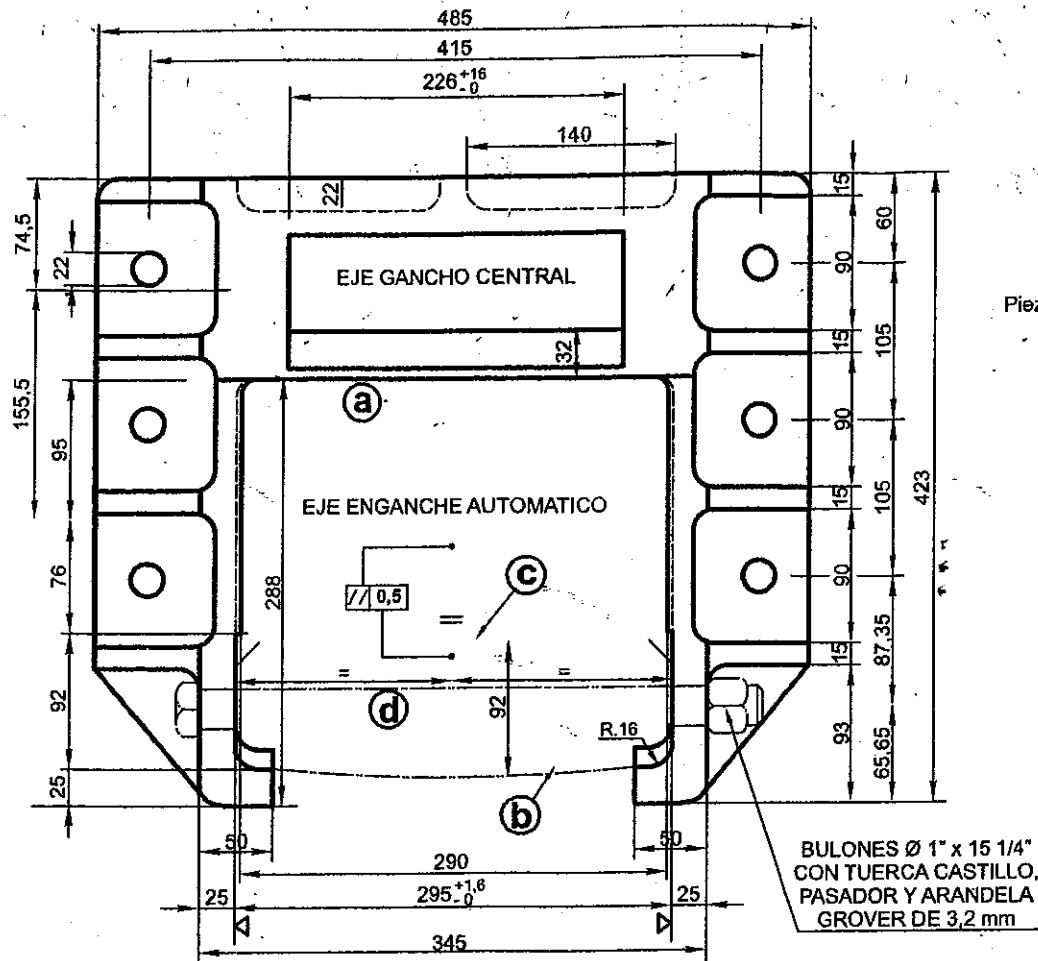 485
415
226 +16 -0
140
22
15
60
74,5
22
EJE GANCHO CENTRAL
90
Piez
32
15
105
155,5
a
95
90
423
EJE ENGANCHE AUTOMATICO
15
105
c
// 0,5
76
288
=
90
87,35
15
= =
d
92
92
R.16
93
65,65
25
b
50
50
290
25
295 +1,6 -0
25
345
BULONES Ø 1" x 15 1/4"
CON TUERCA CASTILLO,
PASADOR Y ARANDELA
GROVER DE 3,2 mm